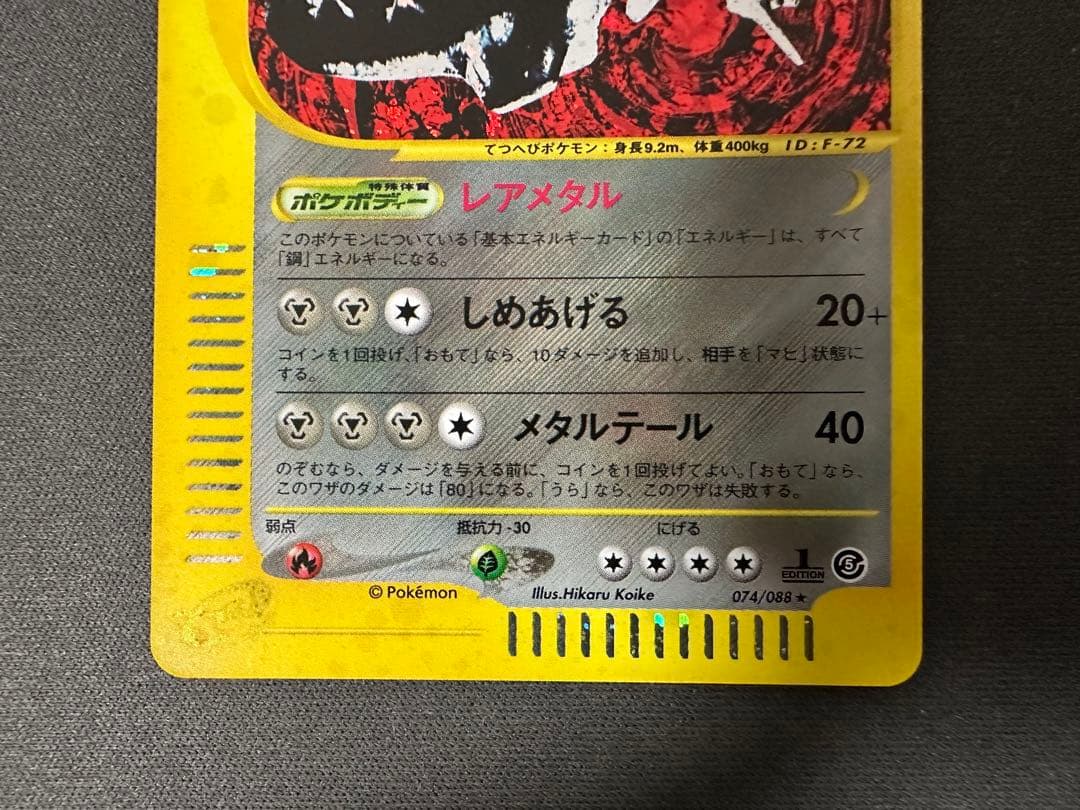 てつへびポケモン：身長9.2m、体重400kg ID:F-72
特殊体質
ポケボディー レアメタル
このポケモンについている「基本エネルギーカード」の「エネルギー」は、すべて
「鋼」エネルギーになる。
しめあげる 20+
コインを1回投げ、「おもて」なら、10ダメージを追加し、相手を「マヒ」状態に
する。
メタルテール 40
のぞむなら、ダメージを与える前に、コインを1回投げてよい。「おもて」なら、
このワザのダメージは「80」になる。「うら」なら、このワザは失敗する。
弱点 抵抗力-30 にげる
1 EDITION 5
©Pokémon Illus.Hikaru Koike 074/088★